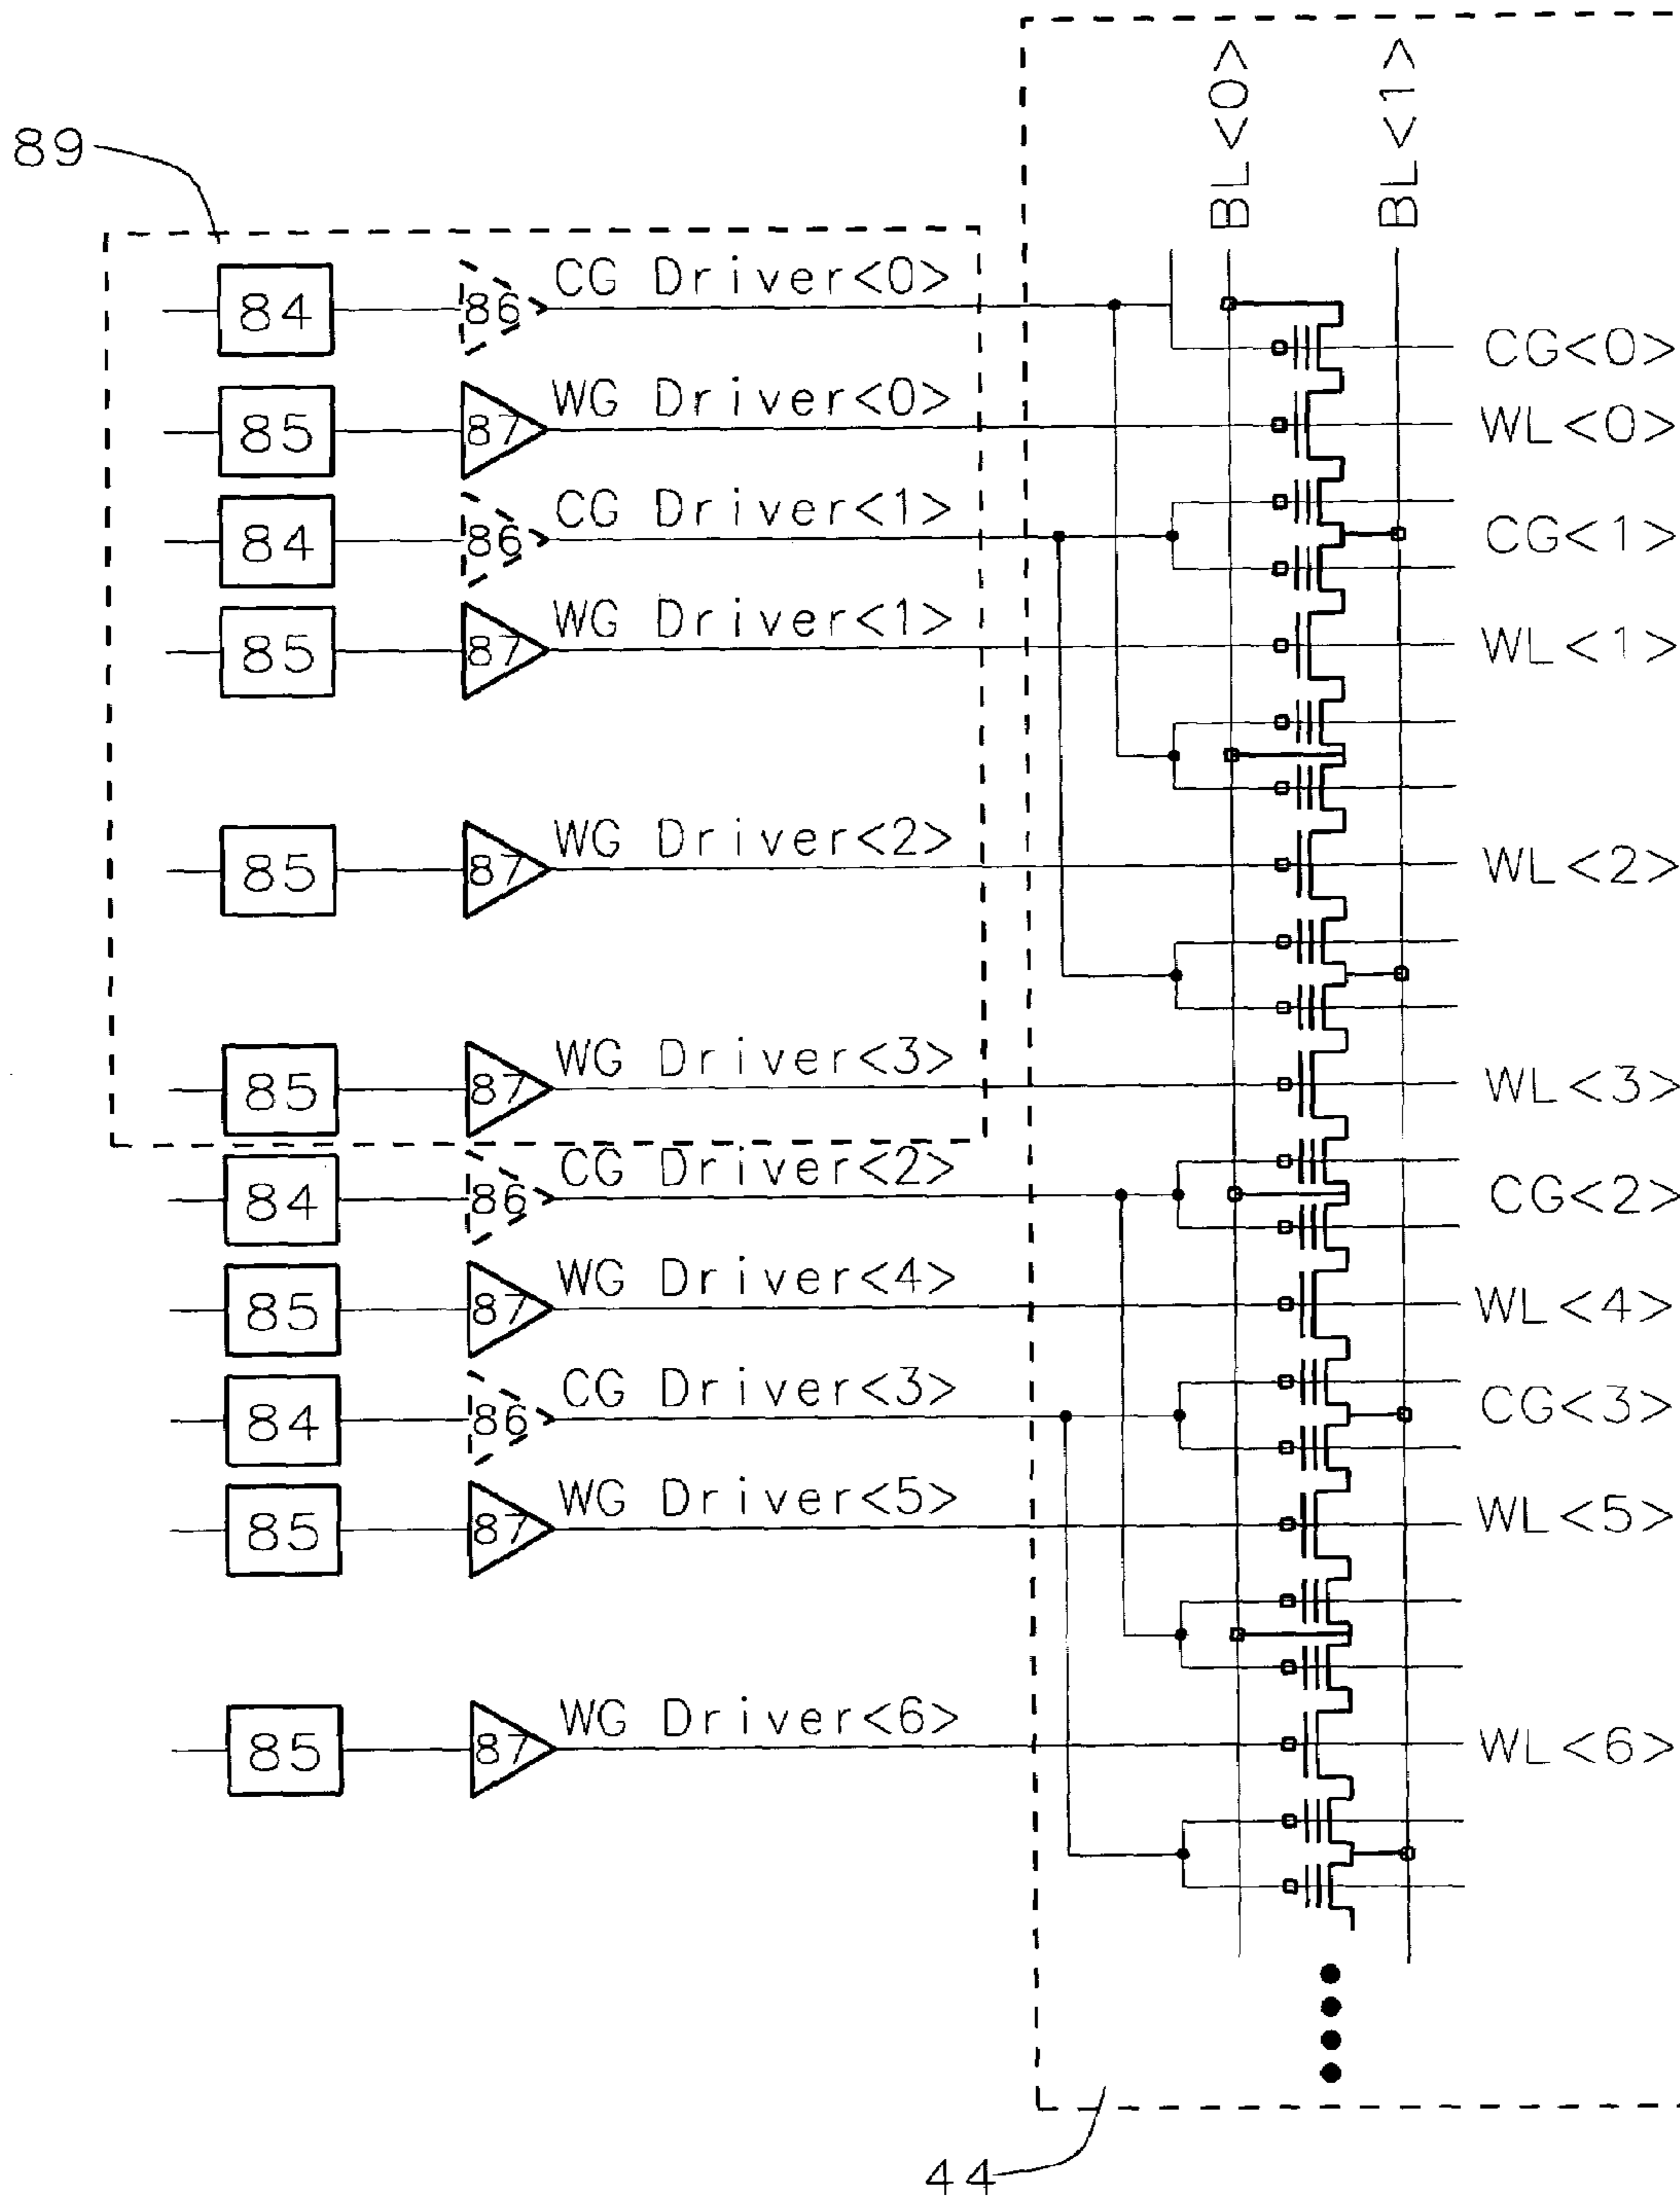 BL<0>
BL<1>
89
84 86 CG Driver<0>
CG<0>
85 87 WG Driver<0> WL<0>
84 86 CG Driver<1> CG<1>
85 87 WG Driver<1> WL<1>
85 87 WG Driver<2> WL<2>
85 87 WG Driver<3> WL<3>
84 86 CG Driver<2> CG<2>
85 87 WG Driver<4> WL<4>
84 86 CG Driver<3> CG<3>
85 87 WG Driver<5> WL<5>
85 87 WG Driver<6> WL<6>
44